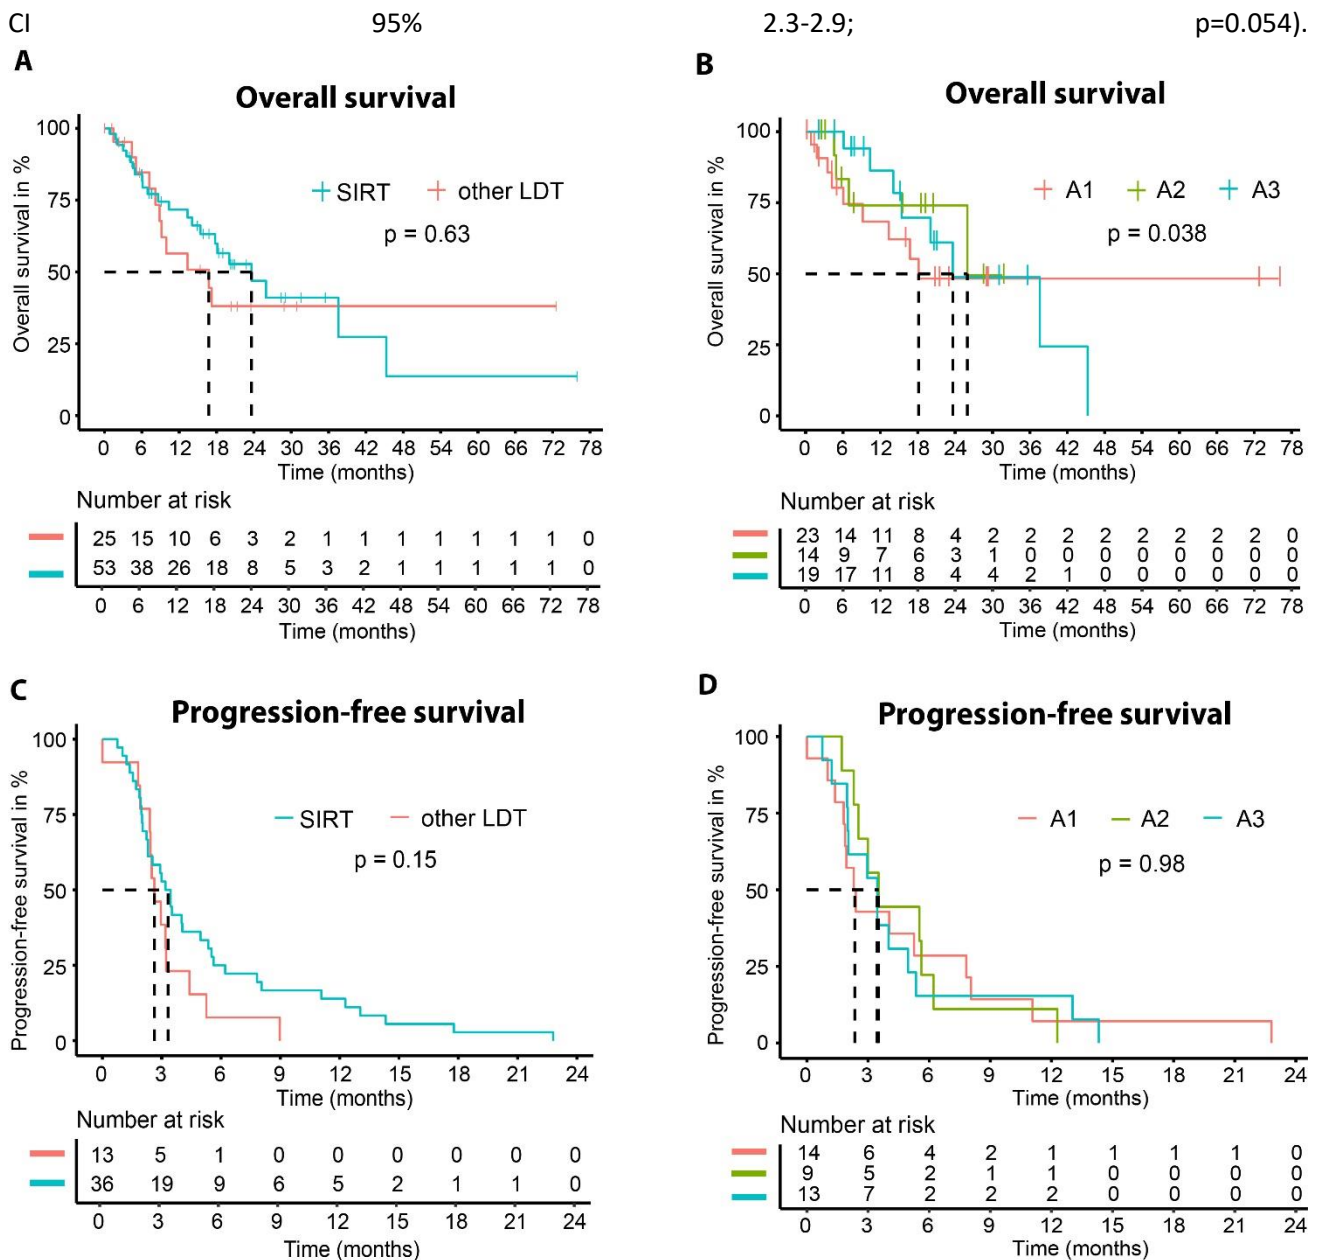 CI 95% 2.3-2.9; p=0.054).
A
Overall survival
Overall survival in %
100
75
50
25
0
SIRT other LDT
p = 0.63
0 6 12 18 24 30 36 42 48 54 60 66 72 78
Time (months)
Number at risk
25 15 10 6 3 2 1 1 1 1 1 1 1 0
53 38 26 18 8 5 3 2 1 1 1 1 1 0
0 6 12 18 24 30 36 42 48 54 60 66 72 78
Time (months)
B
Overall survival
Overall survival in %
100
75
50
25
0
A1 A2 A3
p = 0.038
0 6 12 18 24 30 36 42 48 54 60 66 72 78
Time (months)
Number at risk
23 14 11 8 4 2 2 2 2 2 2 2 2 0
14 9 7 6 3 1 0 0 0 0 0 0 0 0
19 17 11 8 4 4 2 1 0 0 0 0 0 0
0 6 12 18 24 30 36 42 48 54 60 66 72 78
Time (months)
C
Progression-free survival
Progression-free survival in %
100
75
50
25
0
SIRT other LDT
p = 0.15
0 3 6 9 12 15 18 21 24
Time (months)
Number at risk
13 5 1 0 0 0 0 0 0
36 19 9 6 5 2 1 1 0
0 3 6 9 12 15 18 21 24
Time (months)
D
Progression-free survival
Progression-free survival in %
100
75
50
25
0
A1 A2 A3
p = 0.98
0 3 6 9 12 15 18 21 24
Time (months)
Number at risk
14 6 4 2 1 1 1 1 0
9 5 2 1 1 0 0 0 0
13 7 2 2 2 0 0 0 0
0 3 6 9 12 15 18 21 24
Time (months)